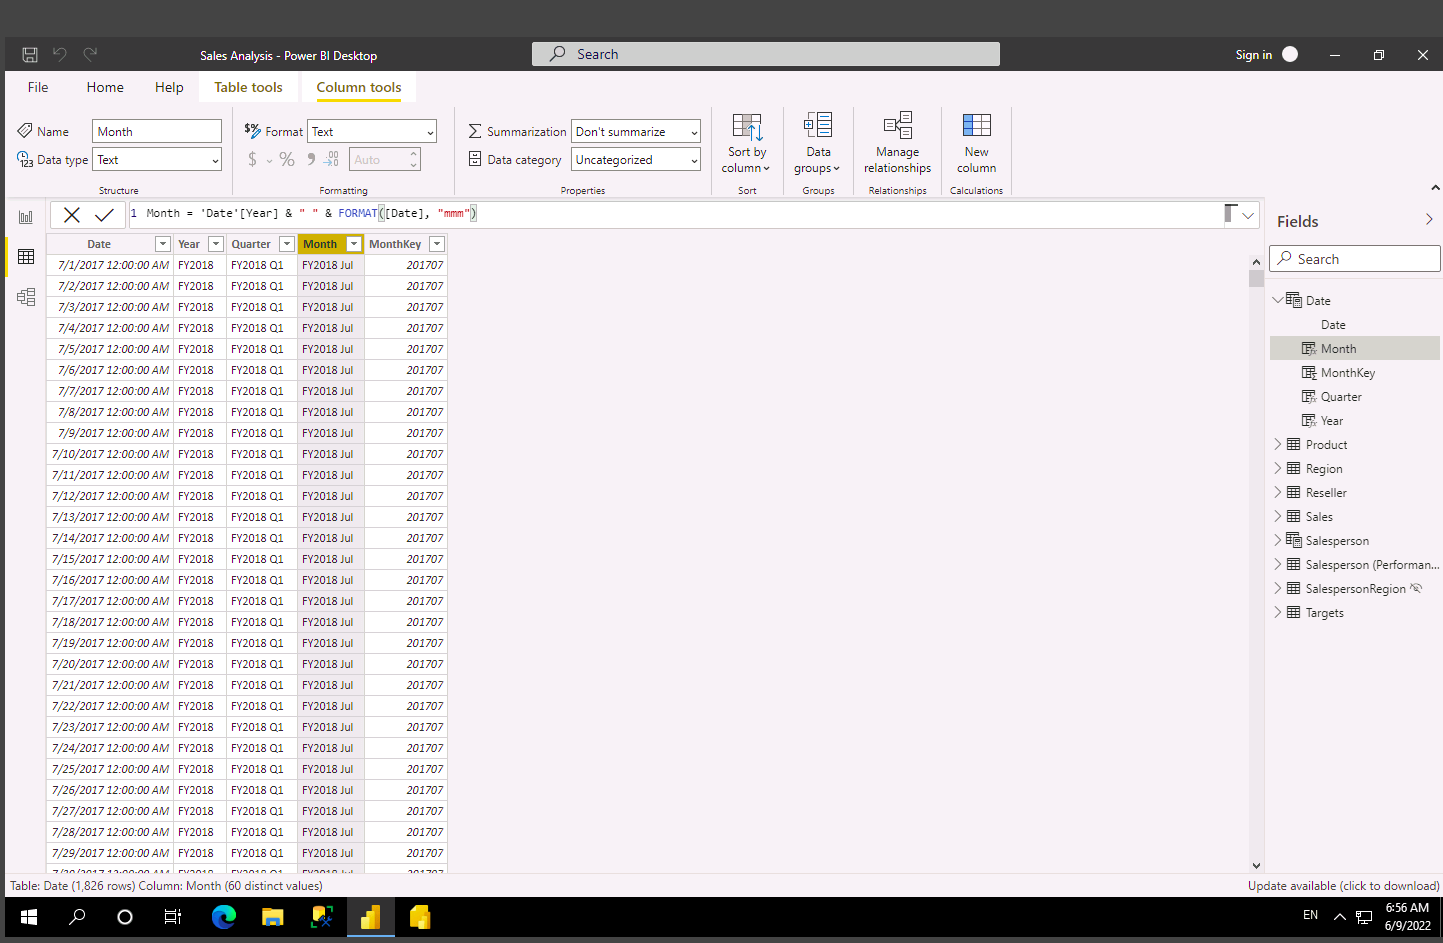 Sales Analysis - Power BI Desktop
Search
Sign in
File Home Help Table tools Column tools
Name Month
Data type Text
Structure
$% Format Text
$ % 9 .00 Auto
Formatting
Summarization Don't summarize
Data category Uncategorized
Properties
Sort by column
Sort
Data groups
Groups
Manage relationships
Relationships
New column
Calculations
1 Month = 'Date'[Year] & " " & FORMAT([Date], "mmm")
Date Year Quarter Month MonthKey
7/1/2017 12:00:00 AM FY2018 FY2018 Q1 FY2018 Jul 201707
7/2/2017 12:00:00 AM FY2018 FY2018 Q1 FY2018 Jul 201707
7/3/2017 12:00:00 AM FY2018 FY2018 Q1 FY2018 Jul 201707
7/4/2017 12:00:00 AM FY2018 FY2018 Q1 FY2018 Jul 201707
7/5/2017 12:00:00 AM FY2018 FY2018 Q1 FY2018 Jul 201707
7/6/2017 12:00:00 AM FY2018 FY2018 Q1 FY2018 Jul 201707
7/7/2017 12:00:00 AM FY2018 FY2018 Q1 FY2018 Jul 201707
7/8/2017 12:00:00 AM FY2018 FY2018 Q1 FY2018 Jul 201707
7/9/2017 12:00:00 AM FY2018 FY2018 Q1 FY2018 Jul 201707
7/10/2017 12:00:00 AM FY2018 FY2018 Q1 FY2018 Jul 201707
7/11/2017 12:00:00 AM FY2018 FY2018 Q1 FY2018 Jul 201707
7/12/2017 12:00:00 AM FY2018 FY2018 Q1 FY2018 Jul 201707
7/13/2017 12:00:00 AM FY2018 FY2018 Q1 FY2018 Jul 201707
7/14/2017 12:00:00 AM FY2018 FY2018 Q1 FY2018 Jul 201707
7/15/2017 12:00:00 AM FY2018 FY2018 Q1 FY2018 Jul 201707
7/16/2017 12:00:00 AM FY2018 FY2018 Q1 FY2018 Jul 201707
7/17/2017 12:00:00 AM FY2018 FY2018 Q1 FY2018 Jul 201707
7/18/2017 12:00:00 AM FY2018 FY2018 Q1 FY2018 Jul 201707
7/19/2017 12:00:00 AM FY2018 FY2018 Q1 FY2018 Jul 201707
7/20/2017 12:00:00 AM FY2018 FY2018 Q1 FY2018 Jul 201707
7/21/2017 12:00:00 AM FY2018 FY2018 Q1 FY2018 Jul 201707
7/22/2017 12:00:00 AM FY2018 FY2018 Q1 FY2018 Jul 201707
7/23/2017 12:00:00 AM FY2018 FY2018 Q1 FY2018 Jul 201707
7/24/2017 12:00:00 AM FY2018 FY2018 Q1 FY2018 Jul 201707
7/25/2017 12:00:00 AM FY2018 FY2018 Q1 FY2018 Jul 201707
7/26/2017 12:00:00 AM FY2018 FY2018 Q1 FY2018 Jul 201707
7/27/2017 12:00:00 AM FY2018 FY2018 Q1 FY2018 Jul 201707
7/28/2017 12:00:00 AM FY2018 FY2018 Q1 FY2018 Jul 201707
7/29/2017 12:00:00 AM FY2018 FY2018 Q1 FY2018 Jul 201707
Fields
Search
Date
Date
Month
MonthKey
Quarter
Year
Product
Region
Reseller
Sales
Salesperson
Salesperson (Performan...
SalespersonRegion
Targets
Table: Date (1,826 rows) Column: Month (60 distinct values)
Update available (click to download)
EN
6:56 AM
6/9/2022